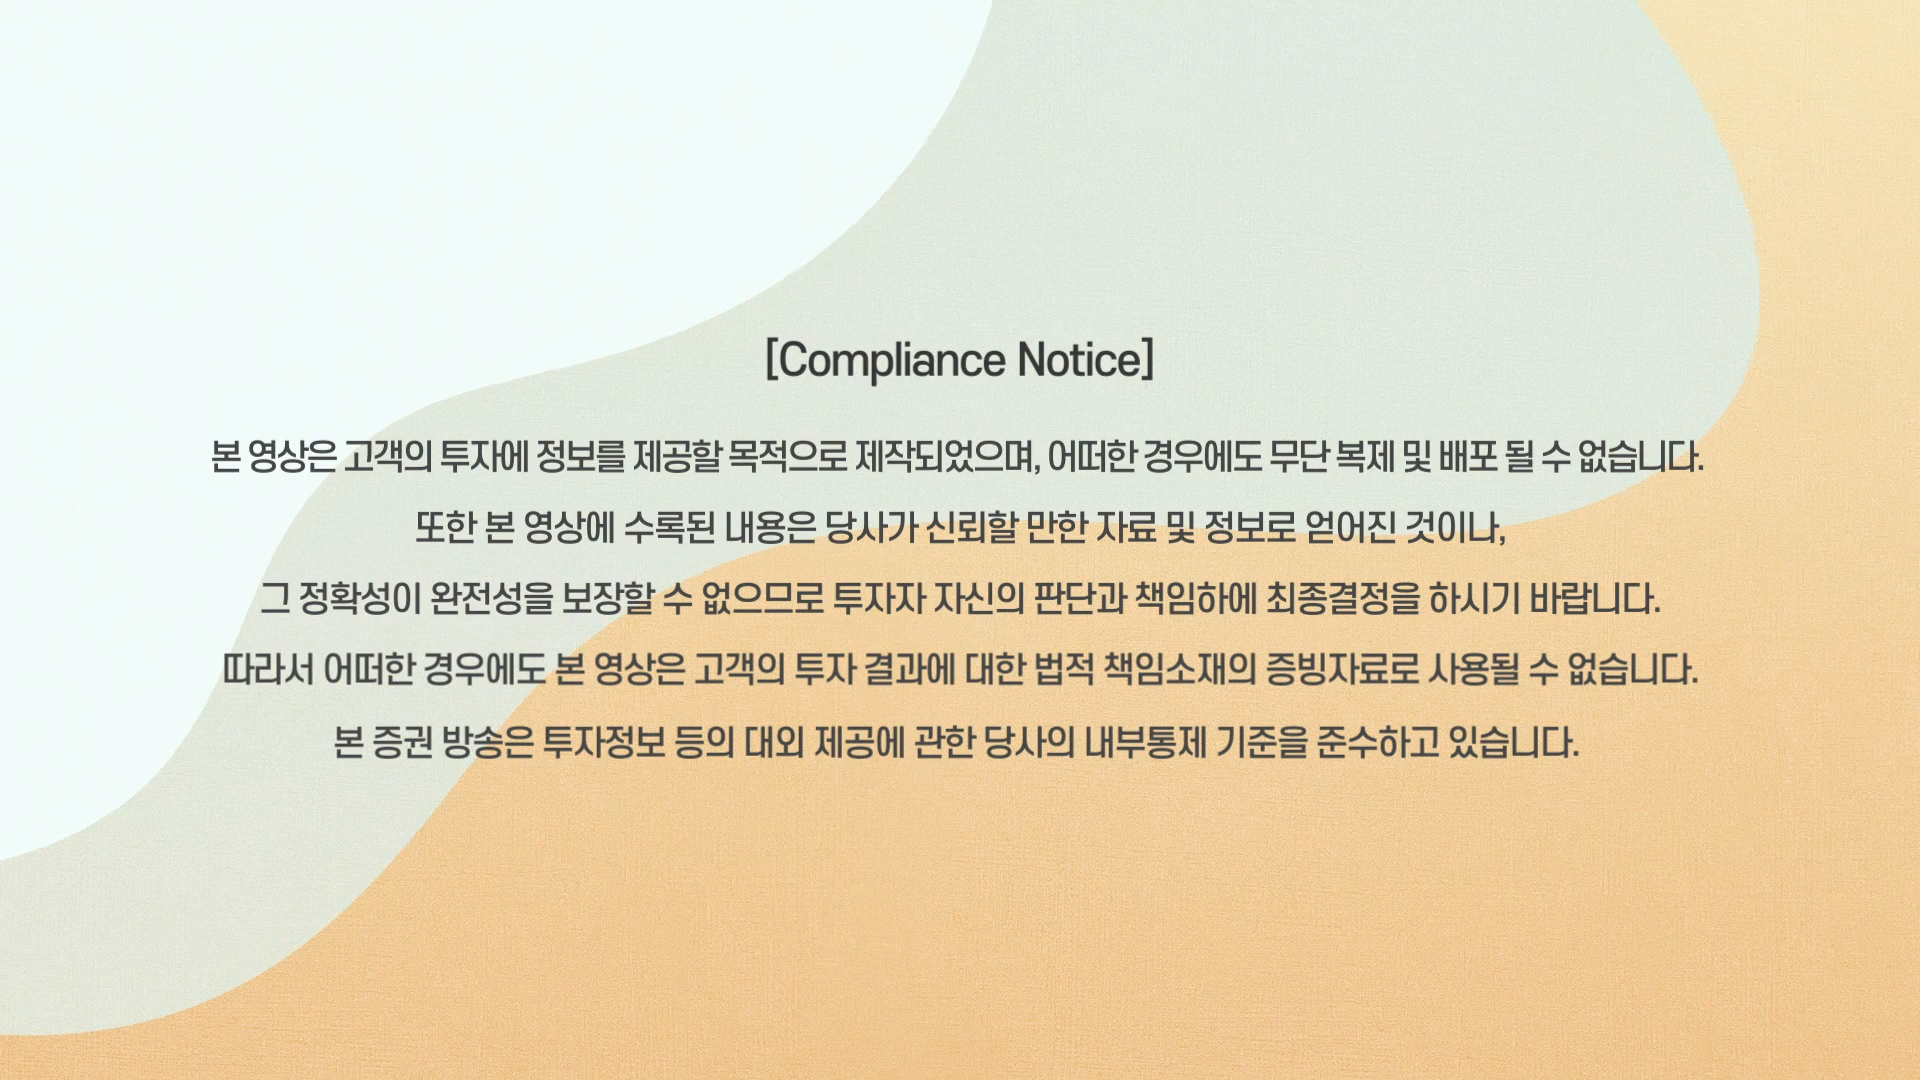 [Compliance Notice]
본 영상은 고객의 투자에 정보를 제공할 목적으로 제작되었으며, 어떠한 경우에도 무단 복제 및 배포 될 수 없습니다.
또한 본 영상에 수록된 내용은 당사가 신뢰할 만한 자료 및 정보로 얻어진 것이나,
그 정확성이 완전성을 보장할 수 없으므로 투자자 자신의 판단과 책임하에 최종결정을 하시기 바랍니다.
따라서 어떠한 경우에도 본 영상은 고객의 투자 결과에 대한 법적 책임소재의 증빙자료로 사용될 수 없습니다.
본 증권 방송은 투자정보 등의 대외 제공에 관한 당사의 내부통제 기준을 준수하고 있습니다.